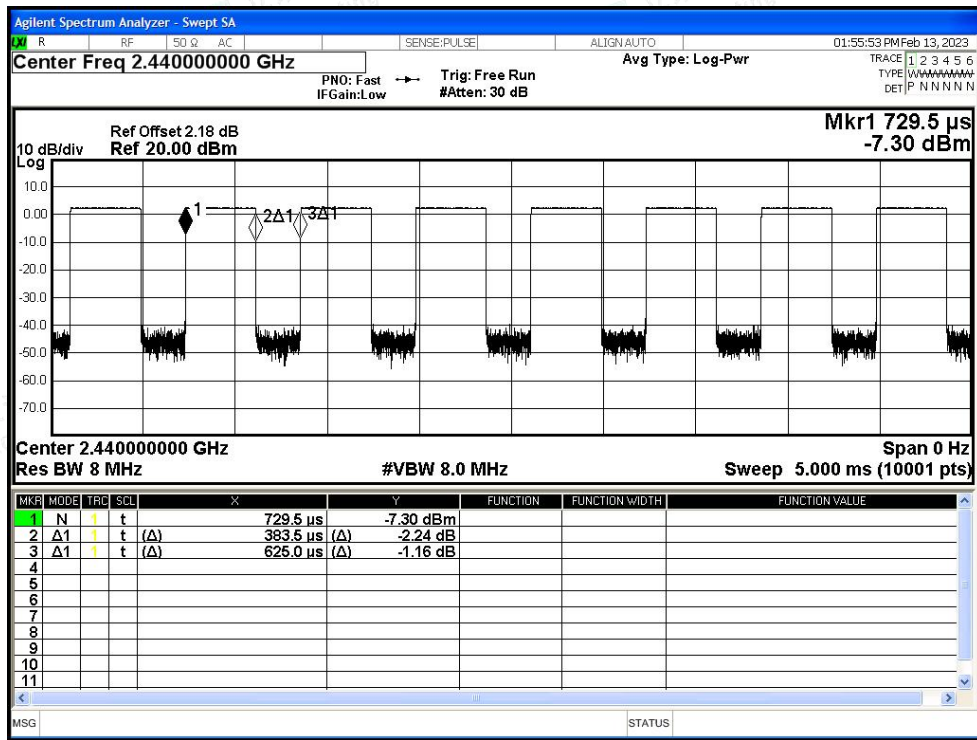 Agilent Spectrum Analyzer - Swept SA
LXI R RF 50 Ω AC SENSE:PULSE ALIGN AUTO 01:55:53 PM Feb 13, 2023
Center Freq 2.440000000 GHz
PNO: Fast
IFGain:Low
Trig: Free Run
#Atten: 30 dB
Avg Type: Log-Pwr
TRACE 1 2 3 4 5 6
TYPE WWWWWW
DET P N N N N N
Mkr1 729.5 µs
-7.30 dBm
Ref Offset 2.18 dB
10 dB/div Ref 20.00 dBm
Log
10.0
0.00
-10.0
-20.0
-30.0
-40.0
-50.0
-60.0
-70.0
1 2Δ1 3Δ1
Center 2.440000000 GHz Span 0 Hz
Res BW 8 MHz #VBW 8.0 MHz Sweep 5.000 ms (10001 pts)
MKR MODE TRC SCL X Y FUNCTION FUNCTION WIDTH FUNCTION VALUE
1 N 1 t 729.5 µs -7.30 dBm
2 Δ1 1 t (Δ) 383.5 µs (Δ) -2.24 dB
3 Δ1 1 t (Δ) 625.0 µs (Δ) -1.16 dB
4
5
6
7
8
9
10
11
MSG STATUS